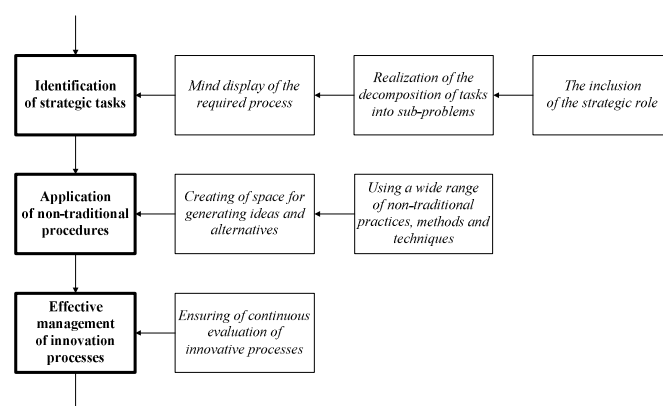 Identification
of strategic tasks
Mind display of the
required process
Realization of the
decomposition of tasks
into sub-problems
The inclusion
of the strategic role
Application
of non-traditional
procedures
Creating of space for
generating ideas and
alternatives
Using a wide range
of non-traditional
practices, methods and
techniques
Effective
management
of innovation
processes
Ensuring of continuous
evaluation of
innovative processes